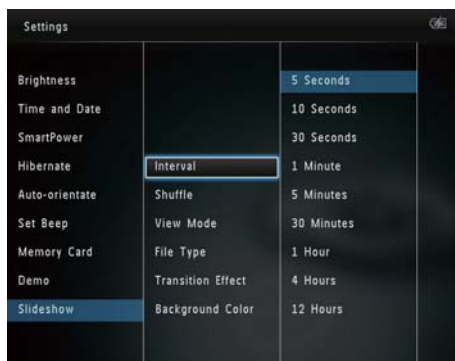 Settings
Brightness
Time and Date
SmartPower
Hibernate
Auto-orientate
Set Beep
Memory Card
Demo
Slideshow
Interval
Shuffle
View Mode
File Type
Transition Effect
Background Color
5 Seconds
10 Seconds
30 Seconds
1 Minute
5 Minutes
30 Minutes
1 Hour
4 Hours
12 Hours